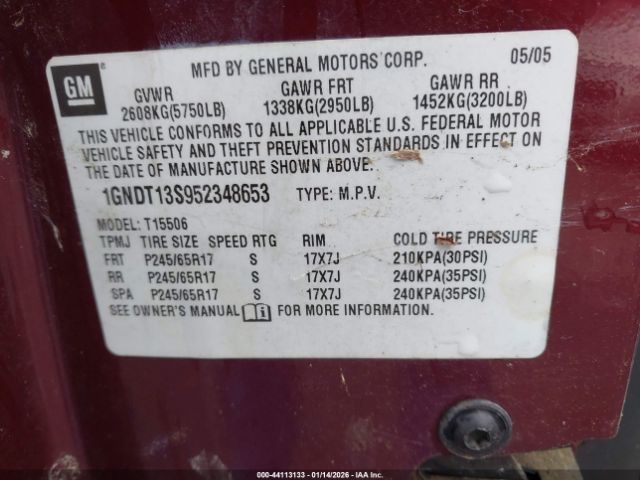 GM
MFD BY GENERAL MOTORS CORP. 05/05
GVWR GAWR FRT GAWR RR
2608KG(5750LB) 1338KG(2950LB) 1452KG(3200LB)
THIS VEHICLE CONFORMS TO ALL APPLICABLE U.S. FEDERAL MOTOR
VEHICLE SAFETY AND THEFT PREVENTION STANDARDS IN EFFECT ON
THE DATE OF MANUFACTURE SHOWN ABOVE.
1GNDT13S952348653 TYPE: M.P.V.
MODEL: T15506
TPMJ TIRE SIZE SPEED RTG RIM COLD TIRE PRESSURE
FRT P245/65R17 S 17X7J 210KPA(30PSI)
RR P245/65R17 S 17X7J 240KPA(35PSI)
SPA P245/65R17 S 17X7J 240KPA(35PSI)
SEE OWNER'S MANUAL FOR MORE INFORMATION.
000-44113133 - 01/14/2026 - IAA Inc.